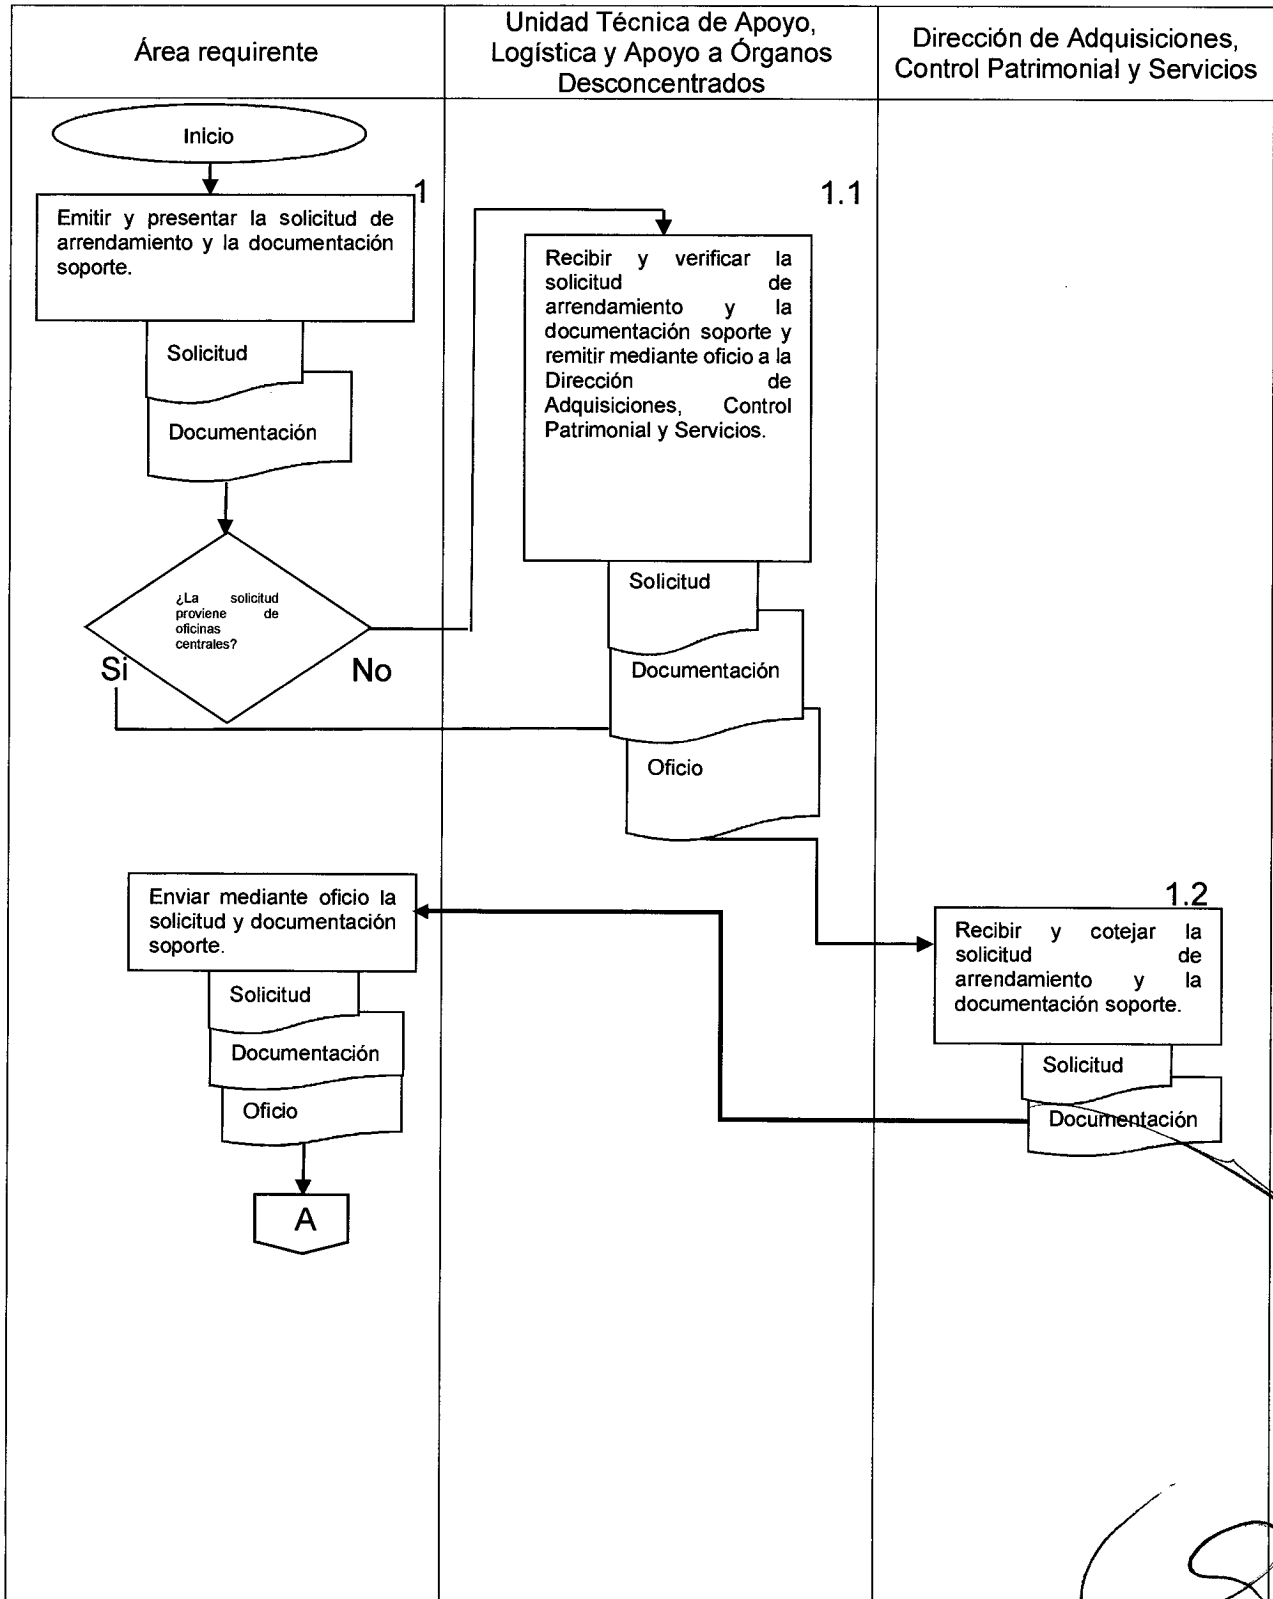 Área requirente
Unidad Técnica de Apoyo,
Logística y Apoyo a Órganos
Desconcentrados
Dirección de Adquisiciones,
Control Patrimonial y Servicios
Inicio
1
Emitir y presentar la solicitud de
arrendamiento y la documentación
soporte.
Solicitud
Documentación
¿La solicitud
proviene de
oficinas
centrales?
Si
No
1.1
Recibir y verificar la
solicitud de
arrendamiento y la
documentación soporte y
remitir mediante oficio a la
Dirección de
Adquisiciones, Control
Patrimonial y Servicios.
Solicitud
Documentación
Oficio
1.2
Recibir y cotejar la
solicitud de
arrendamiento y la
documentación soporte.
Solicitud
Documentación
Enviar mediante oficio la
solicitud y documentación
soporte.
Solicitud
Documentación
Oficio
A